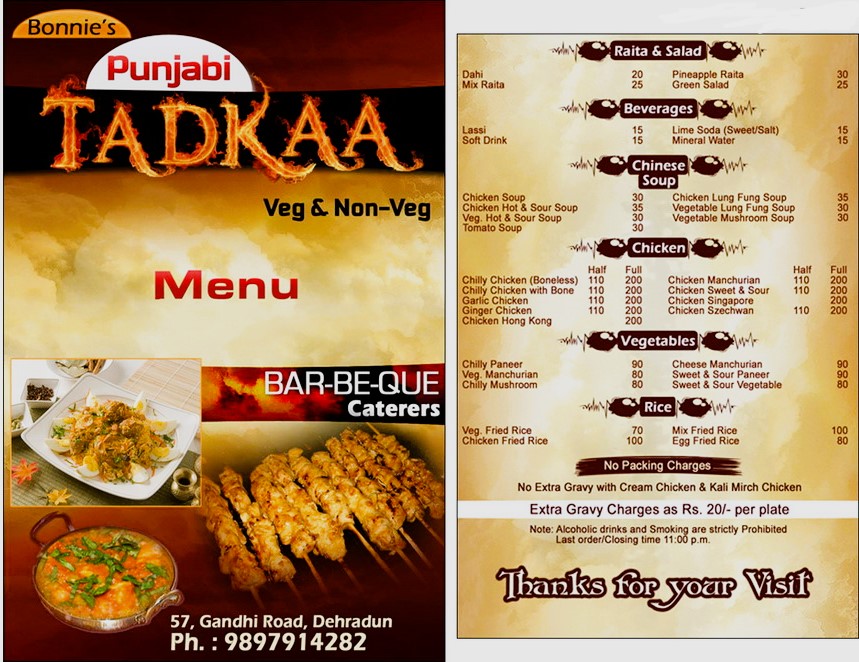 Bonnie's
Punjabi
TADKAA
Veg & Non-Veg
Menu
BAR-BE-QUE
Caterers
57, Gandhi Road, Dehradun
Ph. : 9897914282
Raita & Salad
Dahi 20 Pineapple Raita 30
Mix Raita 25 Green Salad 25
Beverages
Lassi 15 Lime Soda (Sweet/Salt) 15
Soft Drink 15 Mineral Water 15
Chinese
Soup
Chicken Soup 30 Chicken Lung Fung Soup 35
Chicken Hot & Sour Soup 35 Vegetable Lung Fung Soup 30
Veg. Hot & Sour Soup 30 Vegetable Mushroom Soup 30
Tomato Soup 30
Chicken
Half Full Half Full
Chilly Chicken (Boneless) 110 200 Chicken Manchurian 110 200
Chilly Chicken with Bone 110 200 Chicken Sweet & Sour 110 200
Garlic Chicken 110 200 Chicken Singapore 200
Ginger Chicken 110 200 Chicken Szechwan 110 200
Chicken Hong Kong 200
Vegetables
Chilly Paneer 90 Cheese Manchurian 90
Veg. Manchurian 80 Sweet & Sour Paneer 90
Chilly Mushroom 80 Sweet & Sour Vegetable 80
Rice
Veg. Fried Rice 70 Mix Fried Rice 100
Chicken Fried Rice 100 Egg Fried Rice 80
No Packing Charges
No Extra Gravy with Cream Chicken & Kali Mirch Chicken
Extra Gravy Charges as Rs. 20/- per plate
Note: Alcoholic drinks and Smoking are strictly Prohibited
Last order/Closing time 11:00 p.m.
Thanks for your Visit